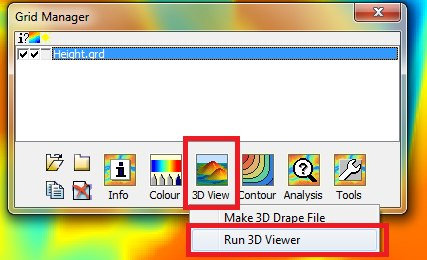 Grid Manager
i?
Height.grd
Info Colour 3D View Contour Analysis Tools
Make 3D Drape File
Run 3D Viewer